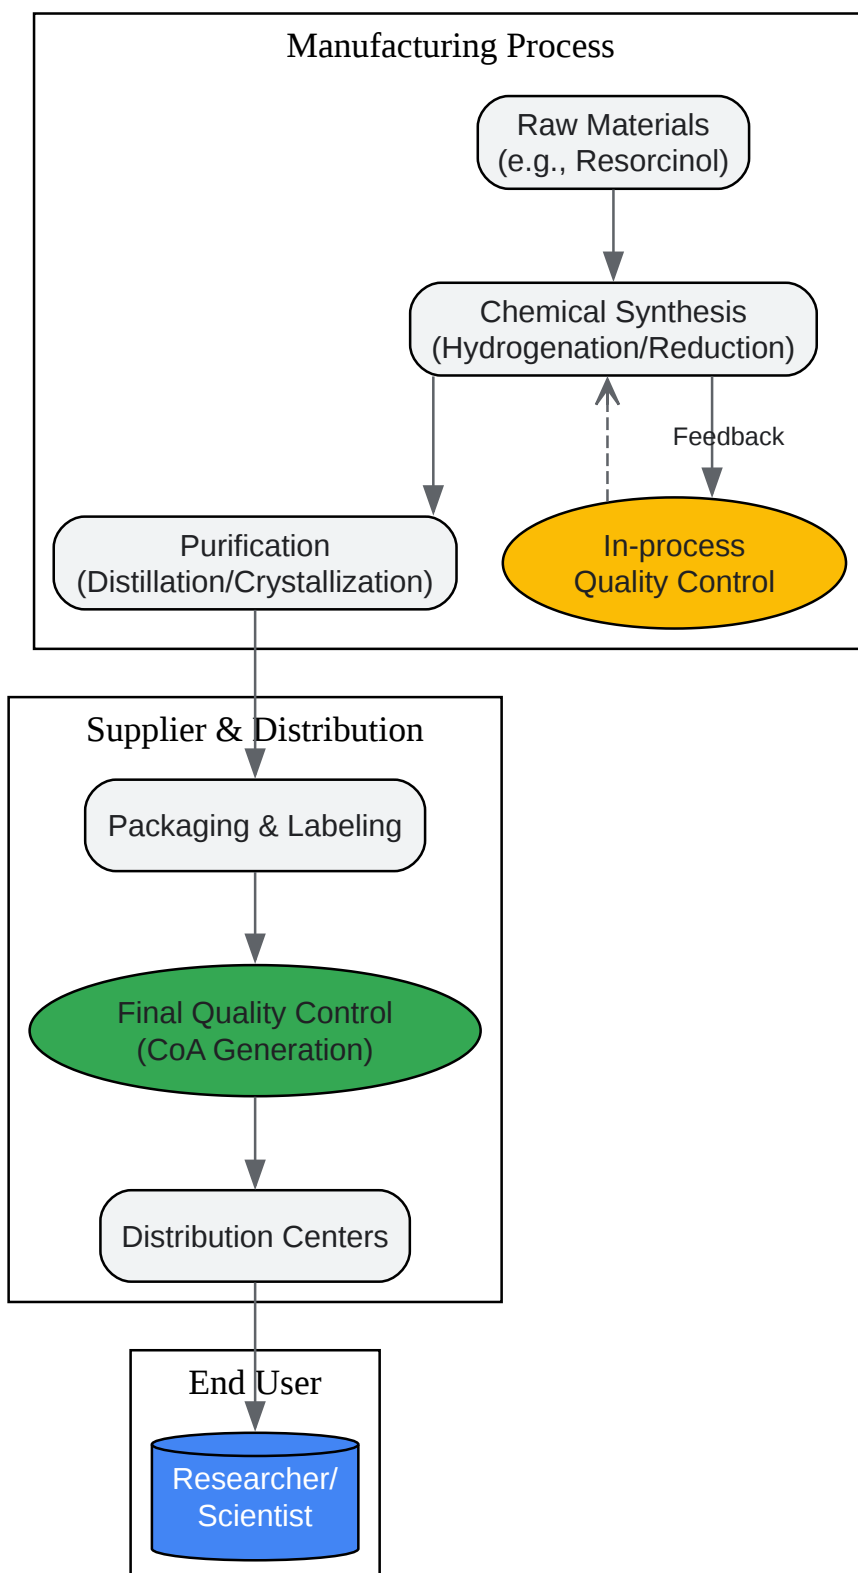 Manufacturing Process
Raw Materials
(e.g., Resorcinol)
Chemical Synthesis
(Hydrogenation/Reduction)
Feedback
Purification
(Distillation/Crystallization)
In-process
Quality Control
Supplier & Distribution
Packaging & Labeling
Final Quality Control
(CoA Generation)
Distribution Centers
End User
Researcher/
Scientist